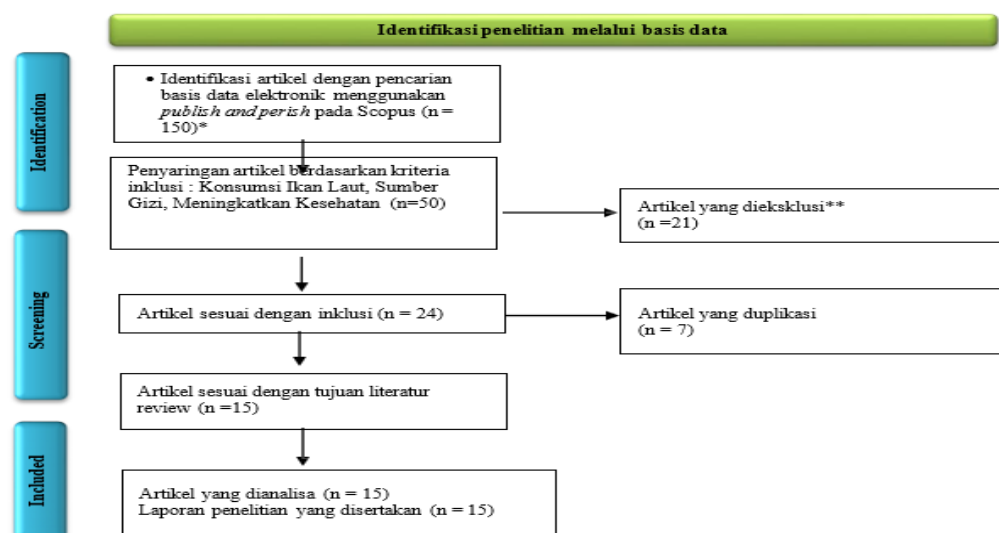 Identifikasi penelitian melalui basis data
Identification
• Identifikasi artikel dengan pencarian
basis data elektronik menggunakan
publish and perish pada Scopus (n =
150)*
Penyaringan artikel berdasarkan kriteria
inklusi : Konsumsi Ikan Laut, Sumber
Gizi, Meningkatkan Kesehatan (n=50)
Artikel yang dieksklusi**
(n =21)
Screening
Artikel sesuai dengan inklusi (n = 24)
Artikel yang duplikasi
(n = 7)
Artikel sesuai dengan tujuan literatur
review (n =15)
Included
Artikel yang dianalisa (n = 15)
Laporan penelitian yang disertakan (n = 15)